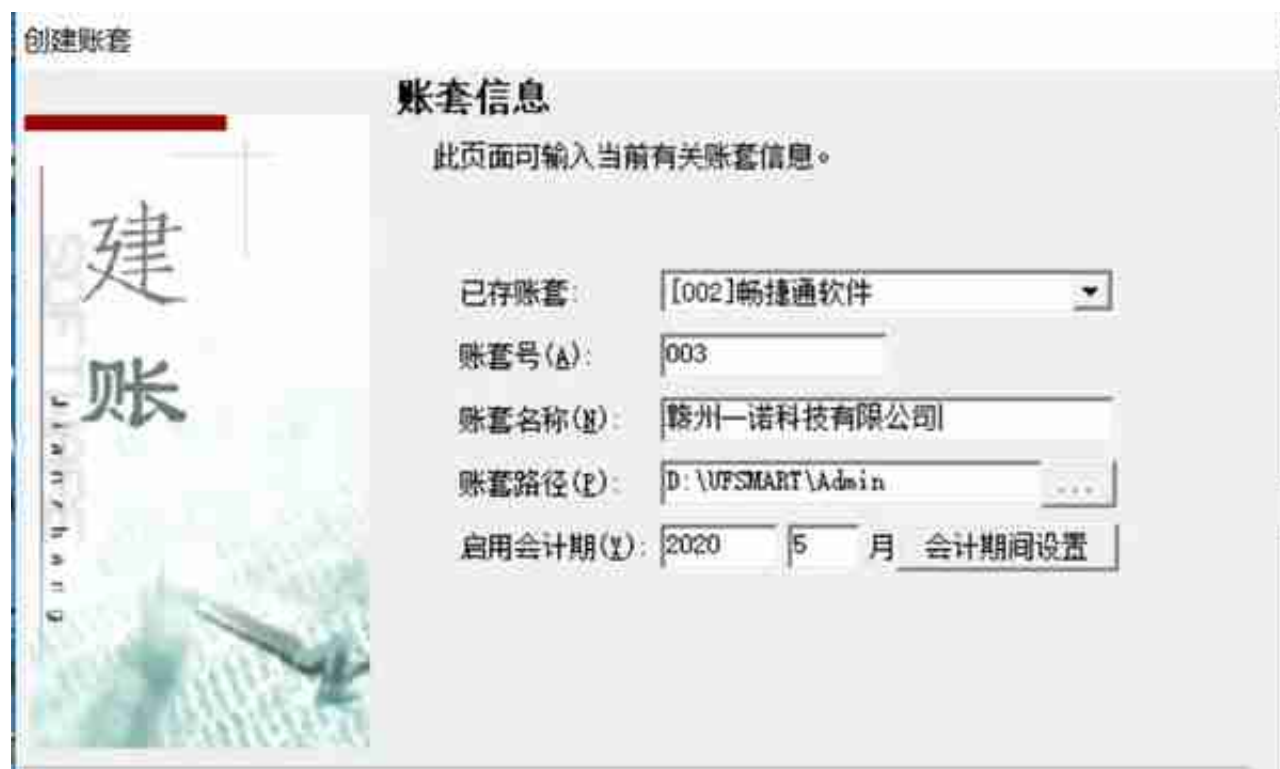 创建账套
账套信息
此页面可输入当前有关账套信息。
建
账
Jianzhang
已存账套: [002]畅捷通软件
账套号(A): 003
账套名称(N): 赣州一诺科技有限公司
账套路径(P): D:\UFSMART\Admin ...
启用会计期(Y): 2020 5 月 会计期间设置